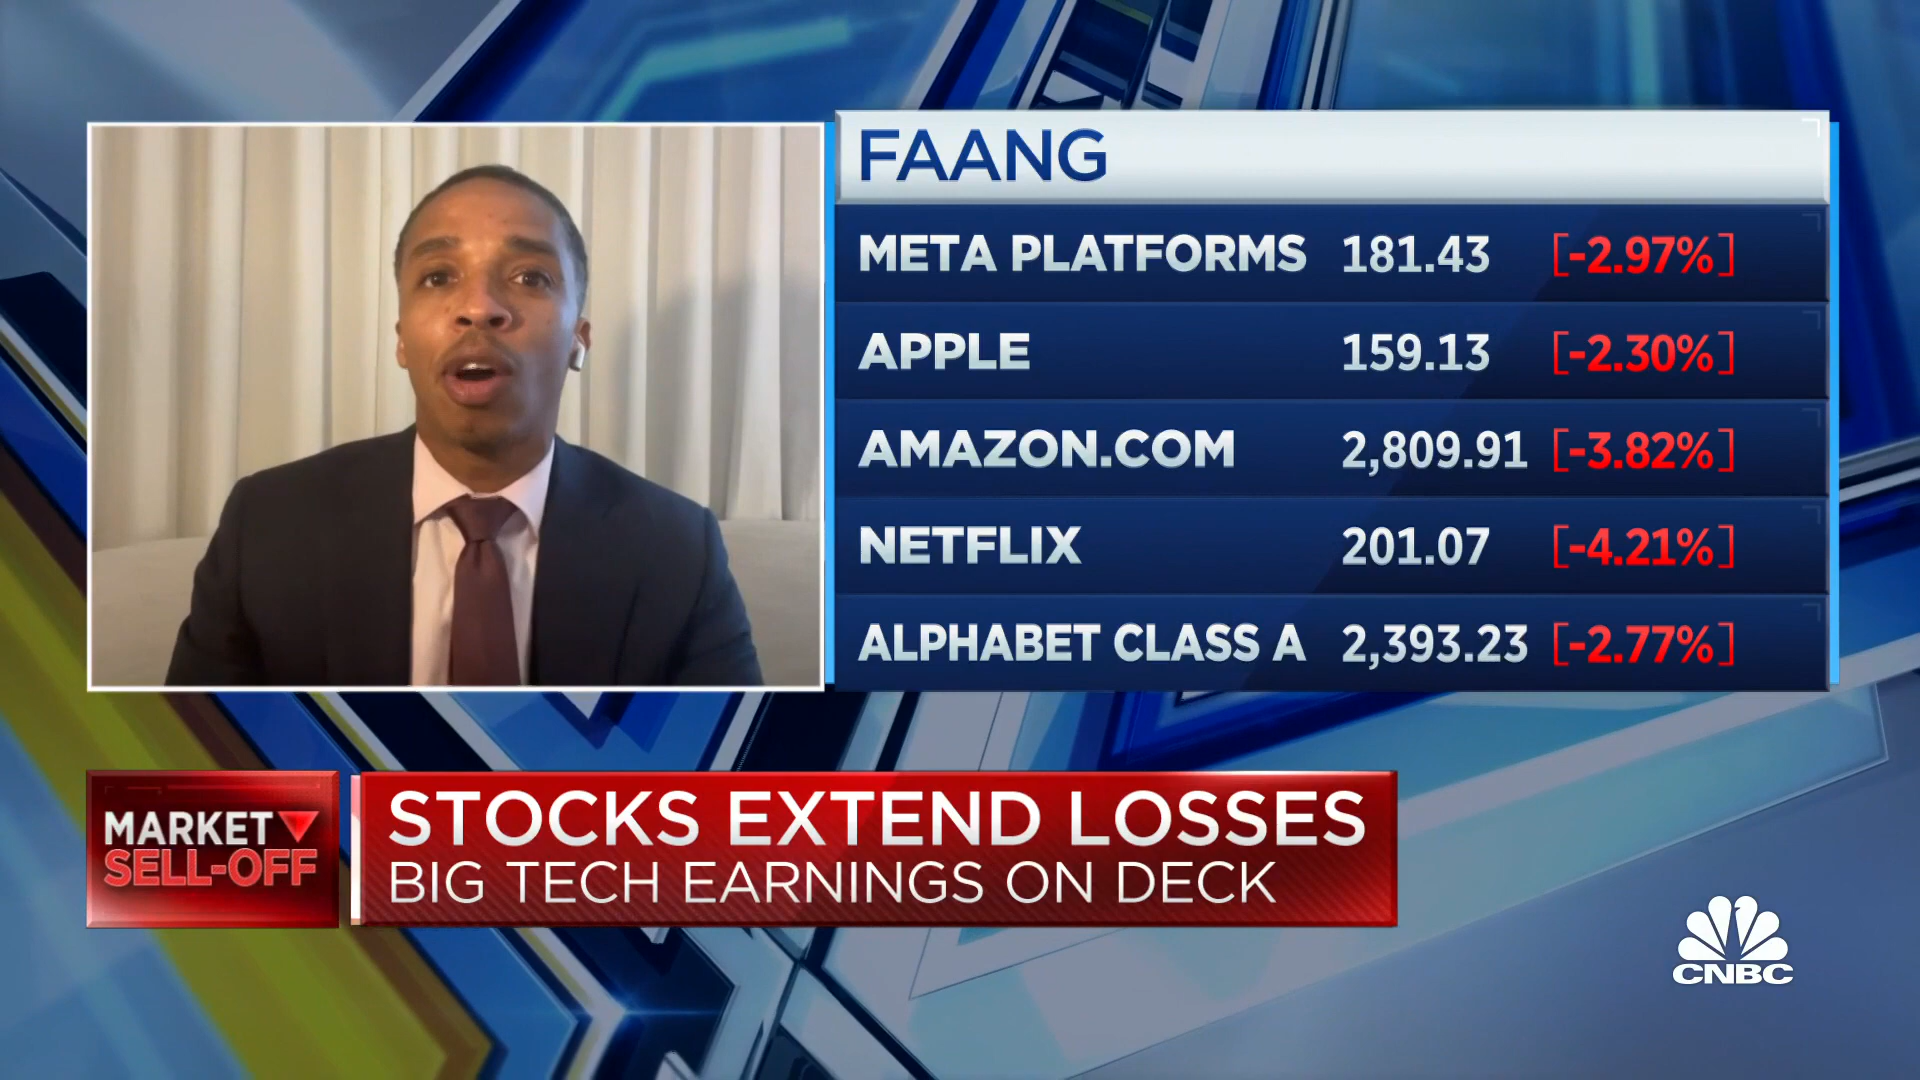 FAANG
META PLATFORMS 181.43 [-2.97%]
APPLE 159.13 [-2.30%]
AMAZON.COM 2,809.91 [-3.82%]
NETFLIX 201.07 [-4.21%]
ALPHABET CLASS A 2,393.23 [-2.77%]
MARKET
SELL-OFF
STOCKS EXTEND LOSSES
BIG TECH EARNINGS ON DECK
CNBC